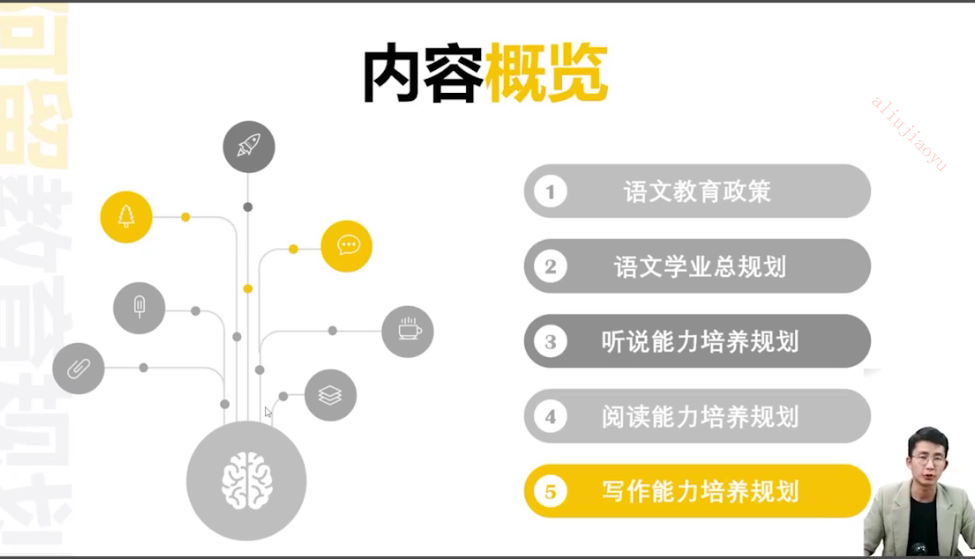 内容概览
aliujiaoyu
1 语文教育政策
2 语文学业总规划
3 听说能力培养规划
4 阅读能力培养规划
5 写作能力培养规划
阿留教育规划